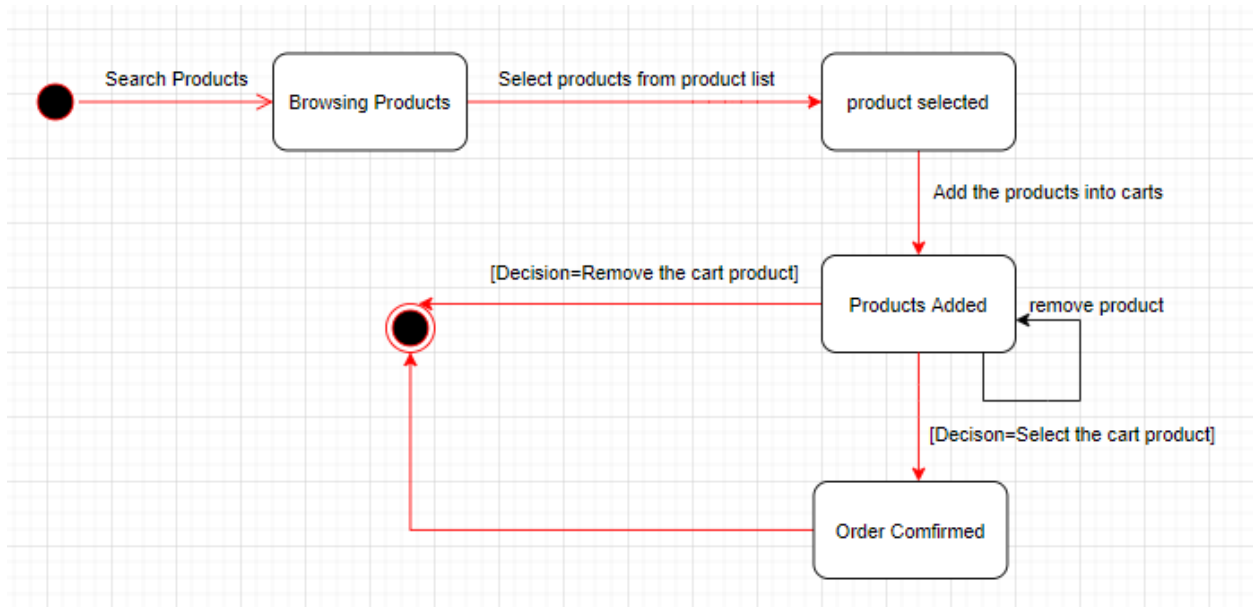 Search Products
Browsing Products
Select products from product list
product selected
Add the products into carts
[Decision=Remove the cart product]
Products Added
remove product
[Decison=Select the cart product]
Order Comfirmed